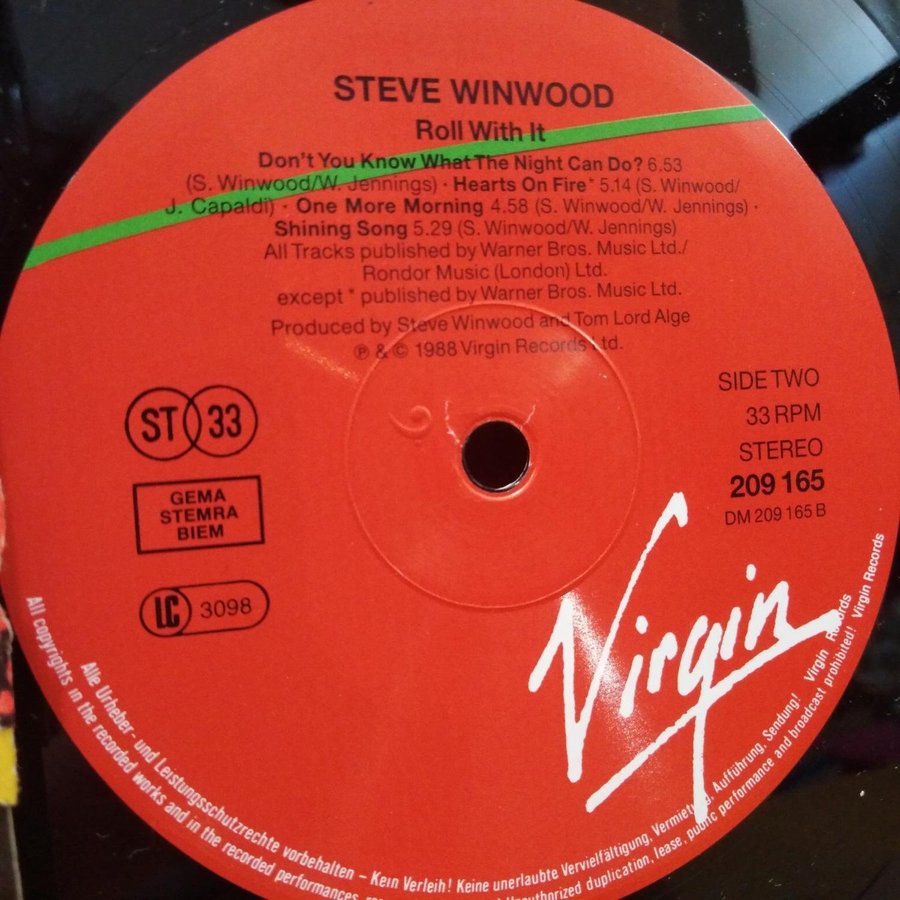 STEVE WINWOOD
Roll With It
Don't You Know What The Night Can Do? 6.53
(S. Winwood/W. Jennings) · Hearts On Fire* 5.14 (S. Winwood/
J. Capaldi) · One More Morning 4.58 (S. Winwood/W. Jennings) ·
Shining Song 5.29 (S. Winwood/W. Jennings)
All Tracks published by Warner Bros. Music Ltd./
Rondor Music (London) Ltd.
except * published by Warner Bros. Music Ltd.
Produced by Steve Winwood and Tom Lord Alge
℗ & © 1988 Virgin Records Ltd.
ST 33
GEMA
STEMRA
BIEM
LC 3098
SIDE TWO
33 RPM
STEREO
209 165
DM 209 165 B
Virgin
Alle Urheber- und Leistungsschutzrechte vorbehalten – Kein Verleih! Keine unerlaubte Vervielfältigung, Vermietung, Aufführung, Sendung! Virgin Records
All copyrights in the recorded works and in the recorded performances duplication, lease, public performance and broadcast prohibited! Virgin Records